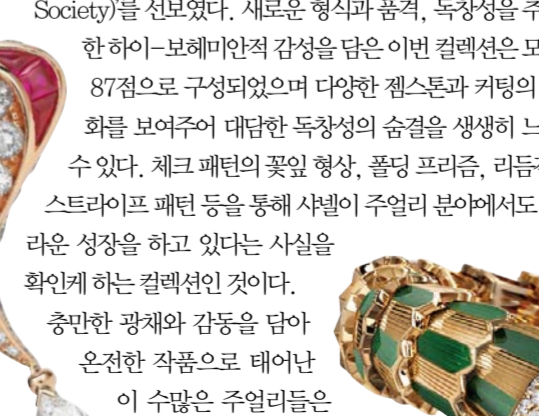 Society)'를 선보였다. 새로운 형식과 품격, 독창성을
한 하이-보헤미안적 감성을 담은 이번 컬렉션은
87점으로 구성되었으며 다양한 젬스톤과 커팅의
화를 보여주어 대담한 독창성의 숨결을 생생히
수 있다. 체크 패턴의 꽃잎 형상, 폴딩 프리즘,
스트라이프 패턴 등을 통해 샤넬이 주얼리 분야에서도
라운 성장을 하고 있다는 사실을
확인케 하는 컬렉션인 것이다.
충만한 광채와 감동을 담아
온전한 작품으로 태어난
이 수많은 주얼리들은